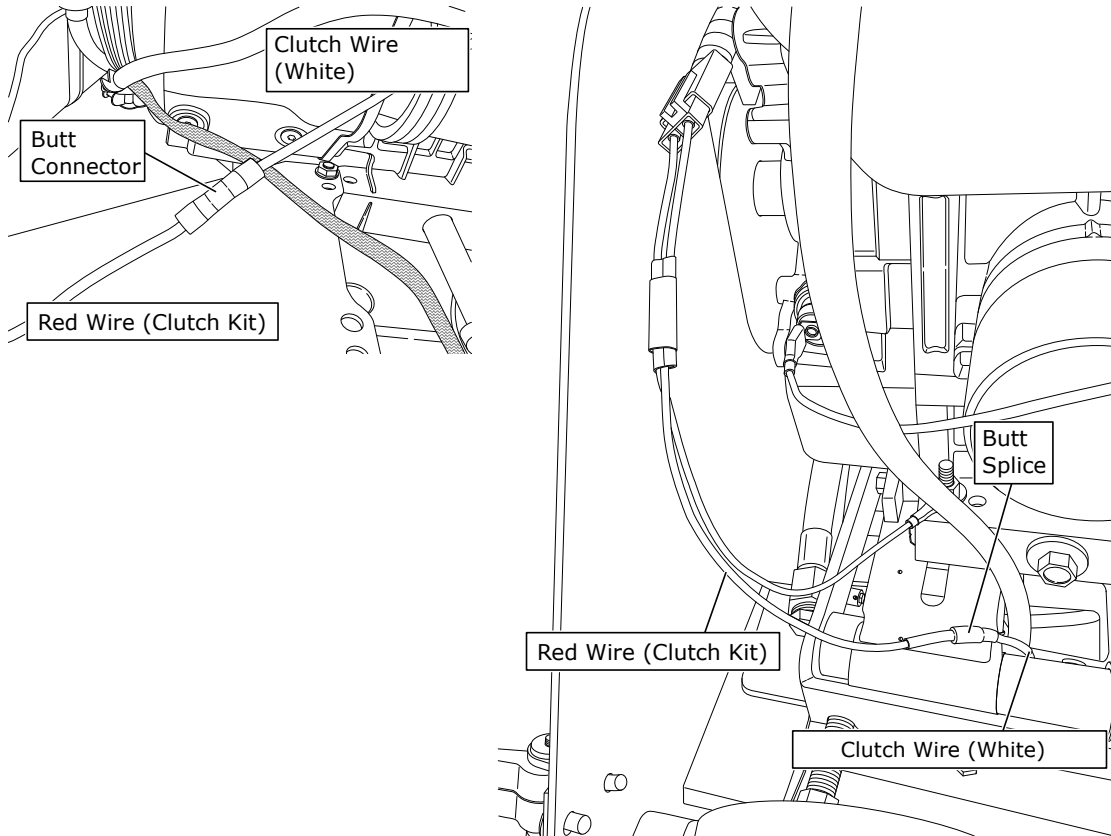 Clutch Wire
(White)
Butt
Connector
Red Wire (Clutch Kit)
Butt
Splice
Red Wire (Clutch Kit)
Clutch Wire (White)